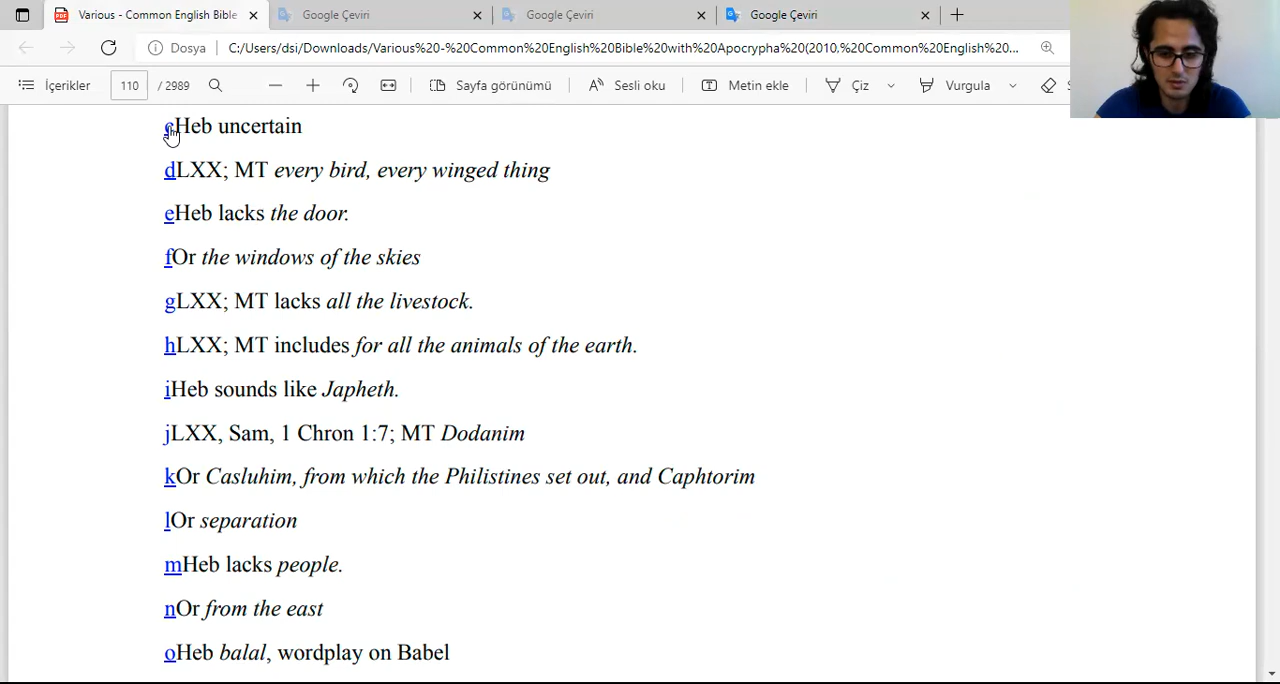 Various - Common English Bible
Google Çeviri
Google Çeviri
Google Çeviri
Dosya
C:/Users/dsi/Downloads/Various%20-%20Common%20English%20Bible%20with%20Apocrypha%20(2010,%20Common%20English%20...
İçerikler
110 / 2989
Sayfa görünümü
Sesli oku
Metin ekle
Çiz
Vurgula
cHeb uncertain
dLXX; MT every bird, every winged thing
eHeb lacks the door.
fOr the windows of the skies
gLXX; MT lacks all the livestock.
hLXX; MT includes for all the animals of the earth.
iHeb sounds like Japheth.
jLXX, Sam, 1 Chron 1:7; MT Dodanim
kOr Casluhim, from which the Philistines set out, and Caphtorim
lOr separation
mHeb lacks people.
nOr from the east
oHeb balal, wordplay on Babel